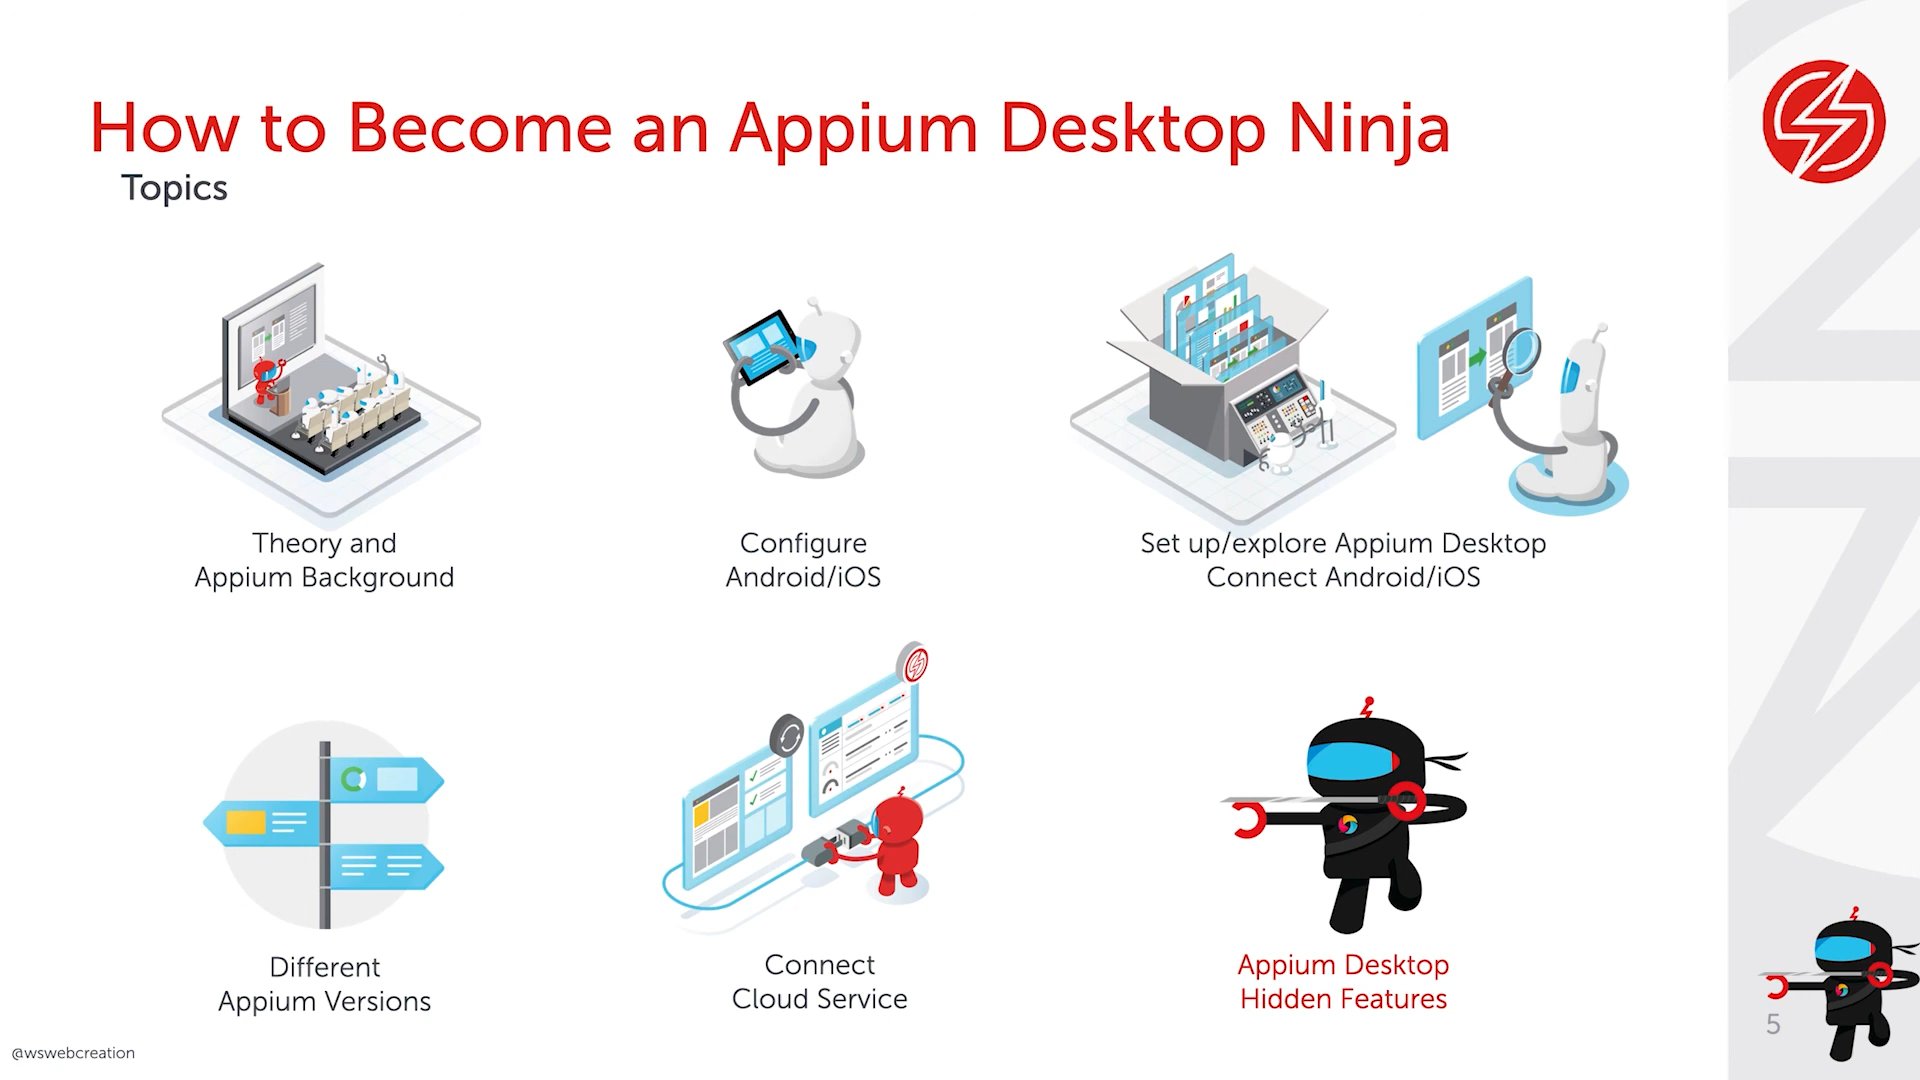 How to Become an Appium Desktop Ninja
Topics
Theory and
Appium Background
Configure
Android/iOS
Set up/explore Appium Desktop
Connect Android/iOS
Different
Appium Versions
Connect
Cloud Service
Appium Desktop
Hidden Features
5
@wswebcreation